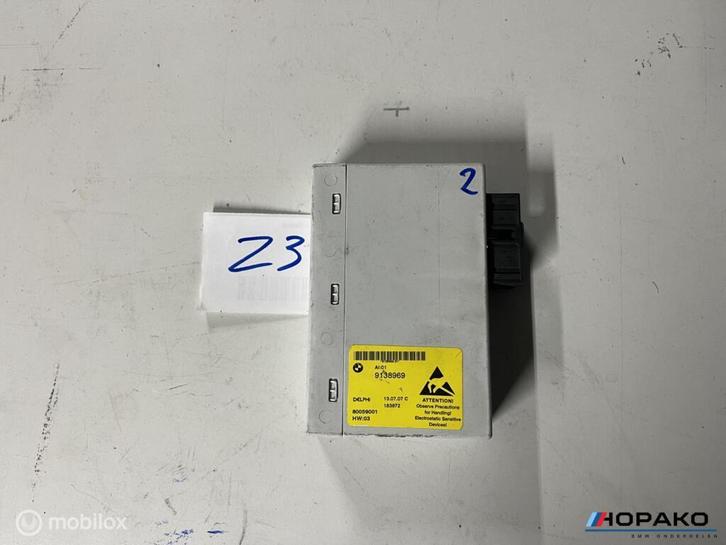 2
Z3
AI:01
9138969
DELPHI 13.07.07 C
183972
80059001
HW:03
ATTENTION!
Observe Precautions
for Handling!
Electrostatic Sensitive
Devices!
mobilox
HOPAKO
BMW ONDERDELEN